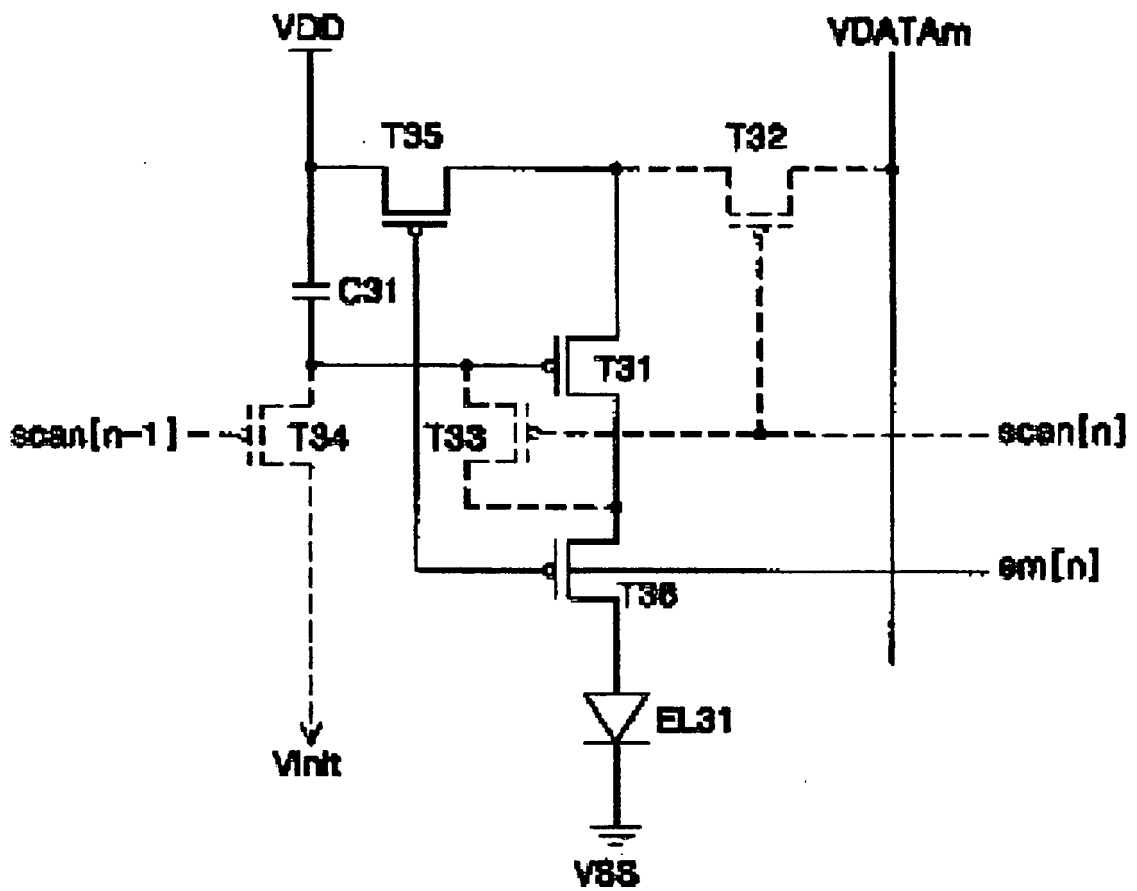 VDD
VDATAm
T35
T32
C31
T31
scan[n-1]
T34
T33
scan[n]
em[n]
T36
EL31
Vinit
VSS